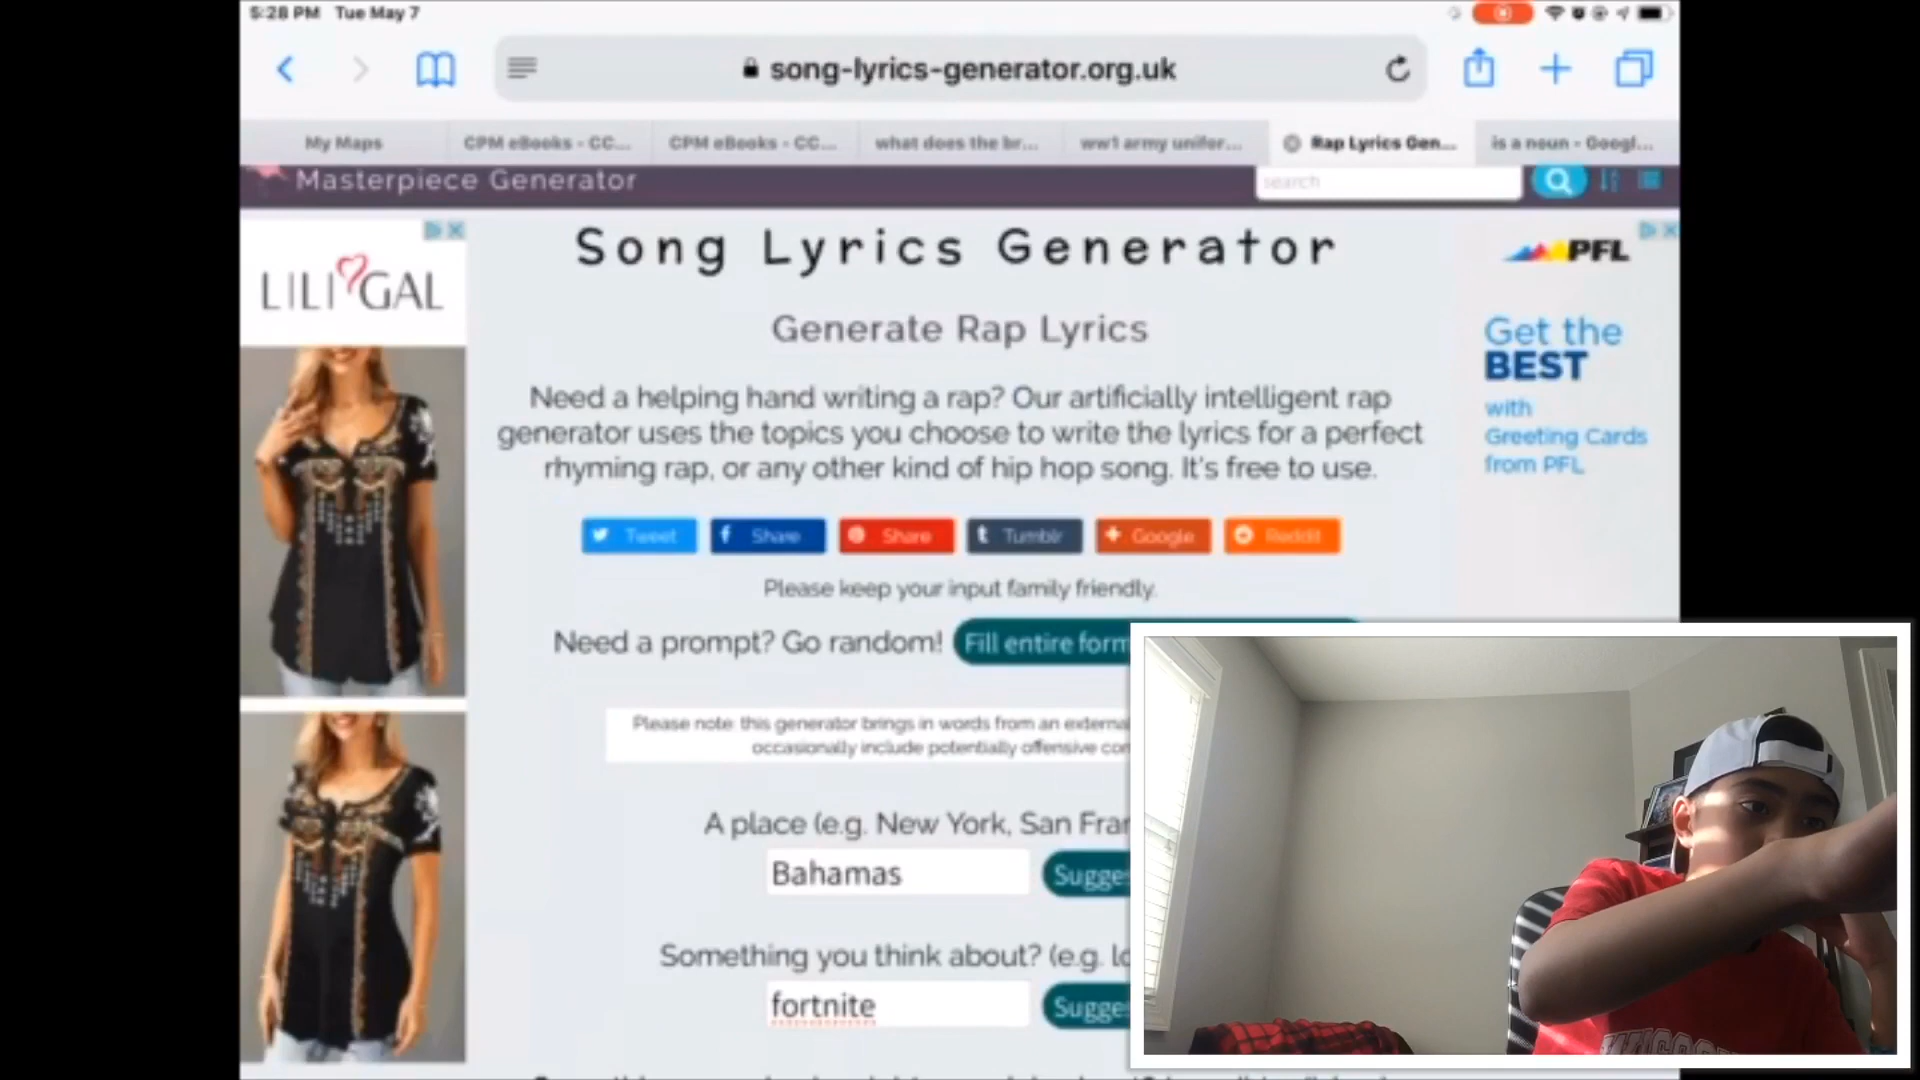 5:28 PM Tue May 7
song-lyrics-generator.org.uk
My Maps
CPM eBooks - CC...
CPM eBooks - CC...
what does the br...
ww1 army unifor...
Rap Lyrics Gen...
is a noun - Googl...
Masterpiece Generator
search
LILI GAL
Song Lyrics Generator
PFL
Generate Rap Lyrics
Get the
BEST
with
Greeting Cards
from PFL
Need a helping hand writing a rap? Our artificially intelligent rap
generator uses the topics you choose to write the lyrics for a perfect
rhyming rap, or any other kind of hip hop song. It's free to use.
Tweet
Share
Share
Tumblr
Google
Reddit
Please keep your input family friendly.
Need a prompt? Go random!
Fill entire form
Please note: this generator brings in words from an external
occasionally include potentially offensive
A place (e.g. New York, San
Bahamas
Something you think about? (e.g.
fortnite